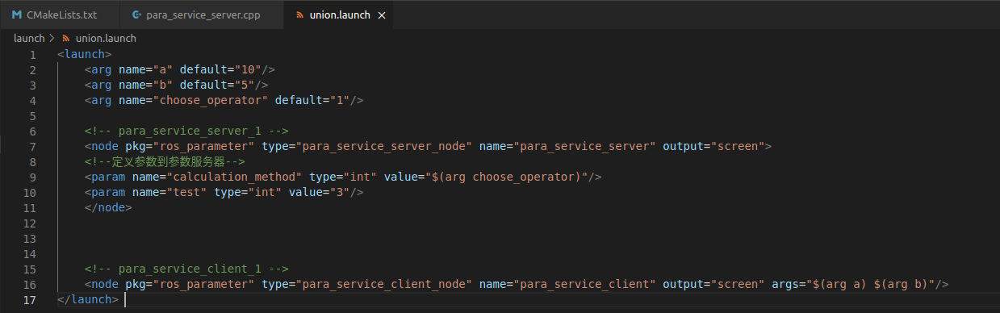 CMakeLists.txt para_service_server.cpp union.launch
launch > union.launch
1 <launch>
2 <arg name="a" default="10"/>
3 <arg name="b" default="5"/>
4 <arg name="choose_operator" default="1"/>
5
6 <!-- para_service_server_1 -->
7 <node pkg="ros_parameter" type="para_service_server_node" name="para_service_server" output="screen">
8 <!--定义参数到参数服务器-->
9 <param name="calculation_method" type="int" value="$(arg choose_operator)"/>
10 <param name="test" type="int" value="3"/>
11 </node>
12
13
14
15 <!-- para_service_client_1 -->
16 <node pkg="ros_parameter" type="para_service_client_node" name="para_service_client" output="screen" args="$(arg a) $(arg b)"/>
17 </launch>